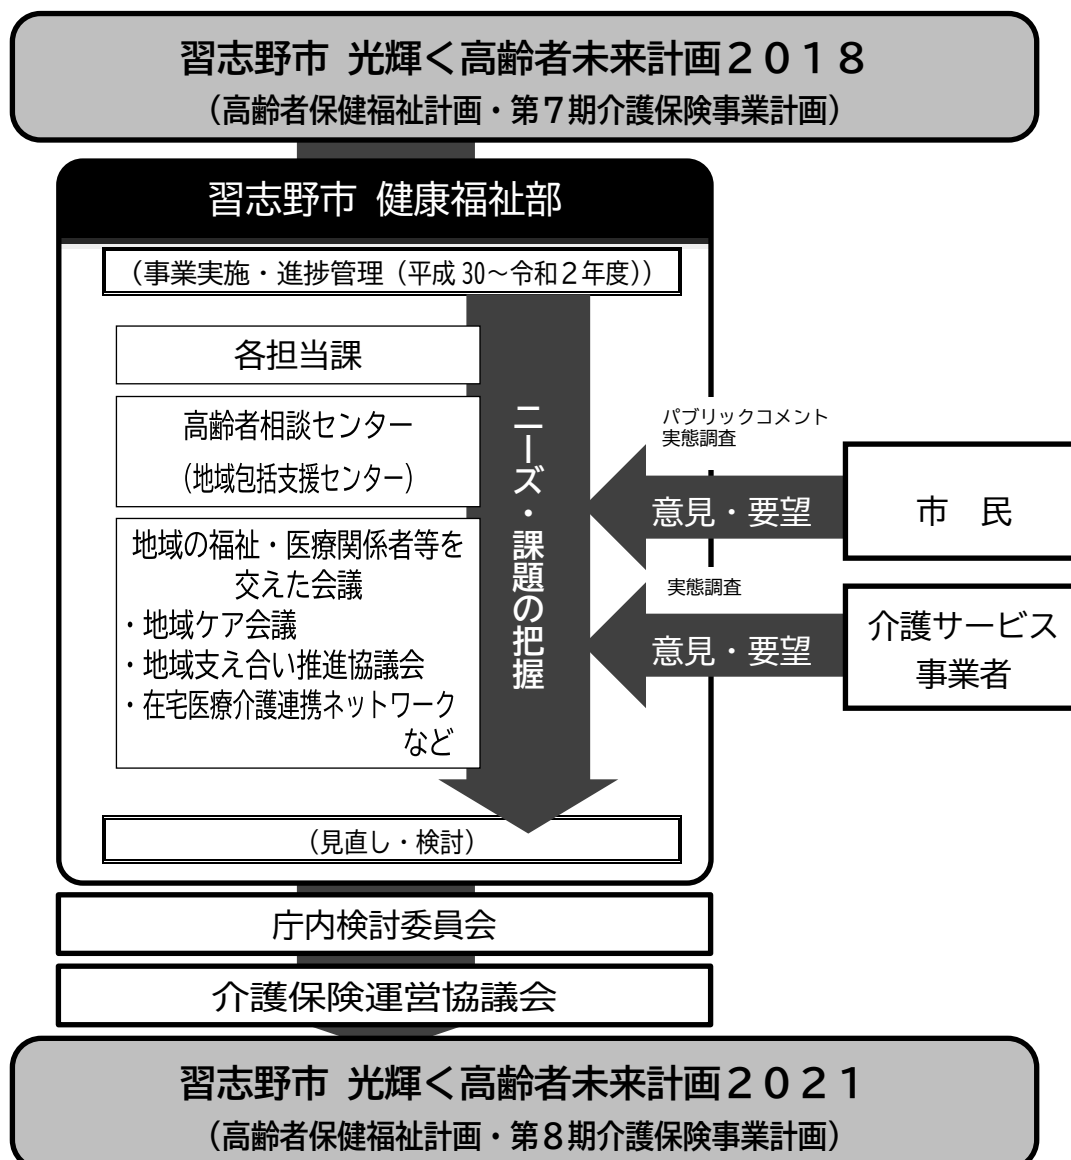 習志野市 光輝く高齢者未来計画２０１８
（高齢者保健福祉計画・第７期介護保険事業計画）
習志野市 健康福祉部
（事業実施・進捗管理（平成30～令和２年度））
各担当課
高齢者相談センター
（地域包括支援センター）
地域の福祉・医療関係者等を
交えた会議
・地域ケア会議
・地域支え合い推進協議会
・在宅医療介護連携ネットワーク
など
ニーズ・課題の把握
パブリックコメント
実態調査
意見・要望
市　民
実態調査
意見・要望
介護サービス
事業者
（見直し・検討）
庁内検討委員会
介護保険運営協議会
習志野市 光輝く高齢者未来計画２０２１
（高齢者保健福祉計画・第８期介護保険事業計画）